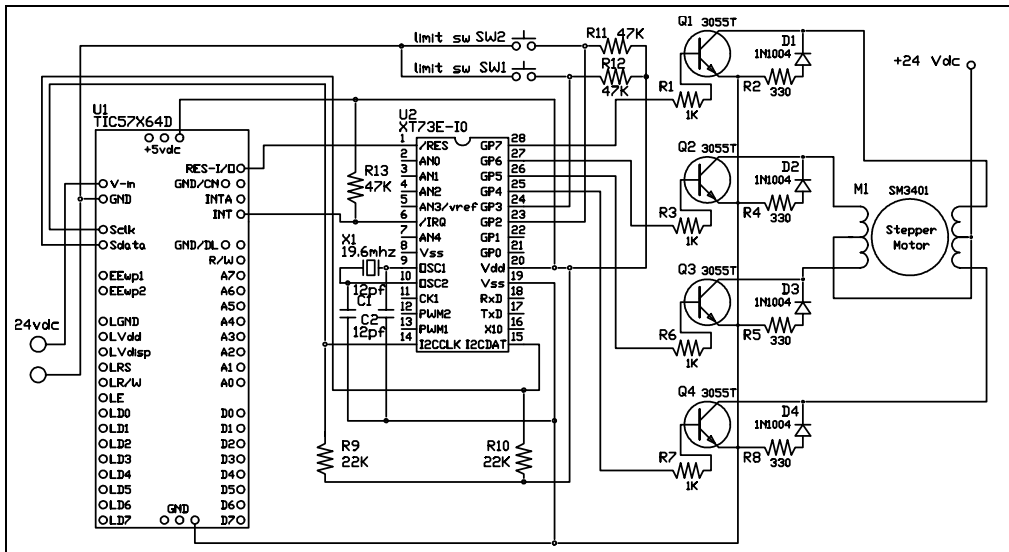 limit sw SW2
limit sw SW1
R11 47K
R12
47K
Q1 3055T
D1
1N1004
R2
330
R1
1K
+24 Vdc
U1
TIC57X64D
+5vdc
RES-I/O
V-in
GND/CN
GND
INTA
INT
Sclk
Sdata
GND/DL
R/W
EEwp1
A7
EEwp2
A6
A5
LGND
A4
LVdd
A3
LVdisp
A2
LRS
A1
LR/W
A0
LE
LD0
D0
LD1
D1
LD2
D2
LD3
D3
LD4
D4
LD5
D5
LD6
D6
LD7
D7
GND
24vdc
R13
47K
X1
19.6mhz
12pf
C1
C2
12pf
R9
22K
R10
22K
U2
XT73E-IO
1 /RES
2 AN0
3 AN1
4 AN2
5 AN3/vref
6 /IRQ
7 AN4
8 Vss
9 OSC1
10 OSC2
11 CK1
12 PWM2
13 PWM1
14 I2CCLK
GP7 28
GP6 27
GP5 26
GP4 25
GP3 24
GP2 23
GP1 22
GP0 21
Vdd 20
Vss 19
RxD 18
TxD 17
X10 16
I2CDAT 15
Q2 3055T
D2
1N1004
R4
330
R3
1K
Q3 3055T
D3
1N1004
R5
330
R6
1K
Q4 3055T
D4
1N1004
R8
330
R7
1K
M1
SM3401
Stepper
Motor